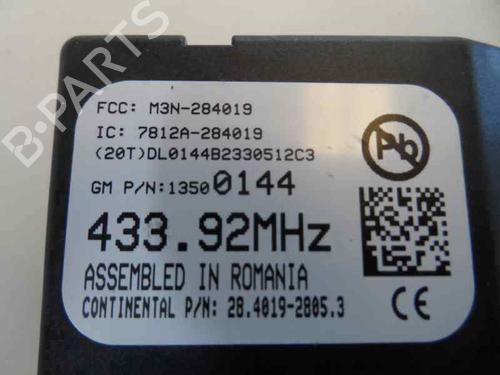 B-PARTS
FCC: M3N-284019
IC: 7812A-284019
(20T)DL0144B2330512C3
GM P/N:13500144
433.92MHz
ASSEMBLED IN ROMANIA
CONTINENTAL P/N: 28.4019-2805.3
Pb
CE